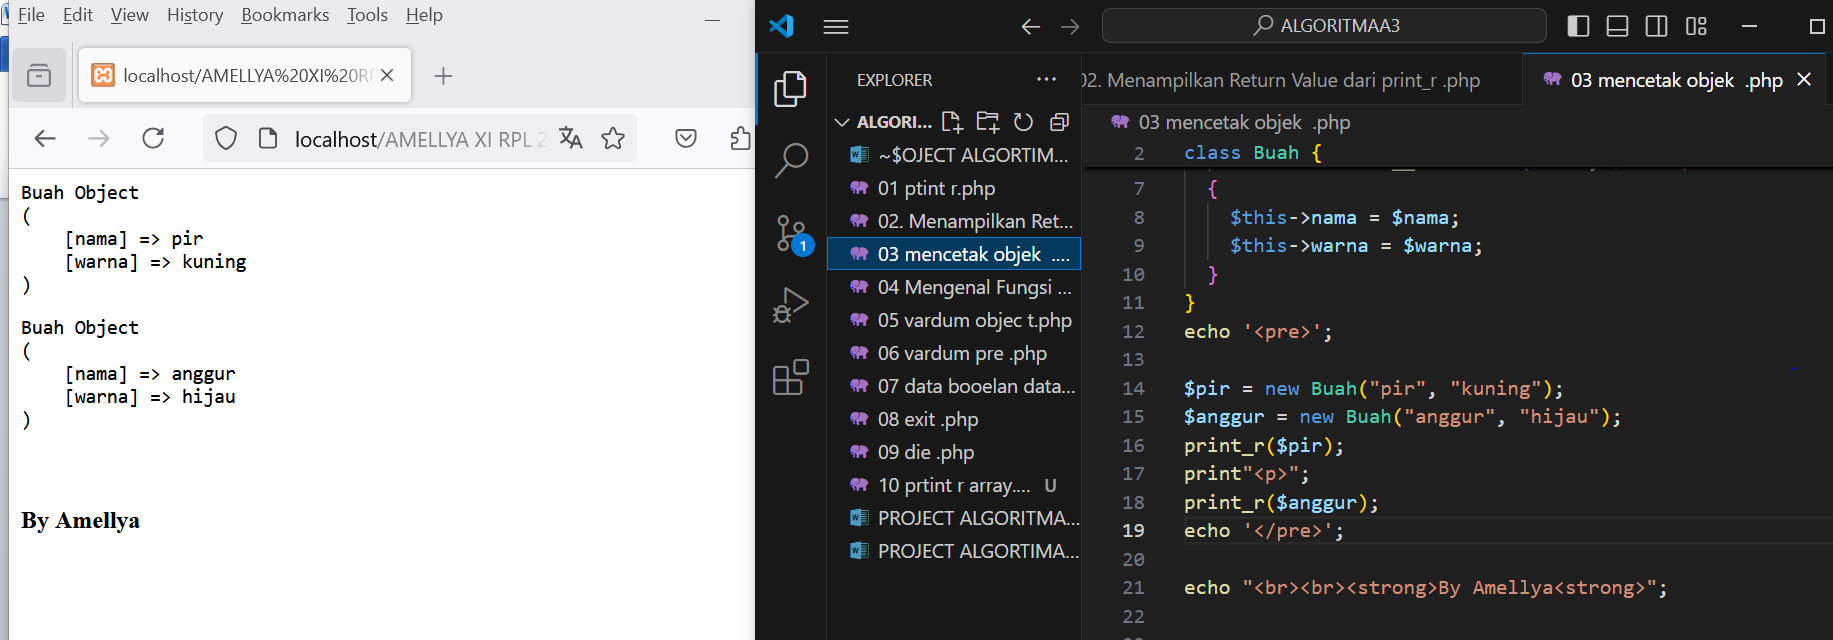 File Edit View History Bookmarks Tools Help
localhost/AMELLYA%20XI%20RP
localhost/AMELLYA XI RPL 2
Buah Object
(
    [nama] => pir
    [warna] => kuning
)
Buah Object
(
    [nama] => anggur
    [warna] => hijau
)
By Amellya
ALGORITMAA3
EXPLORER
ALGORI...
~$OJECT ALGORTIM...
01 ptint r.php
02. Menampilkan Ret...
03 mencetak objek ....
04 Mengenal Fungsi ...
05 vardum objec t.php
06 vardum pre .php
07 data booelan data...
08 exit .php
09 die .php
10 prtint r array.... U
PROJECT ALGORITMA...
PROJECT ALGORTIMA...
1
02. Menampilkan Return Value dari print_r .php
03 mencetak objek .php
03 mencetak objek .php
2 class Buah {
7 {
8 $this->nama = $nama;
9 $this->warna = $warna;
10 }
11 }
12 echo '<pre>';
13
14 $pir = new Buah("pir", "kuning");
15 $anggur = new Buah("anggur", "hijau");
16 print_r($pir);
17 print"<p>";
18 print_r($anggur);
19 echo '</pre>';
20
21 echo "<br><br><strong>By Amellya<strong>";
22